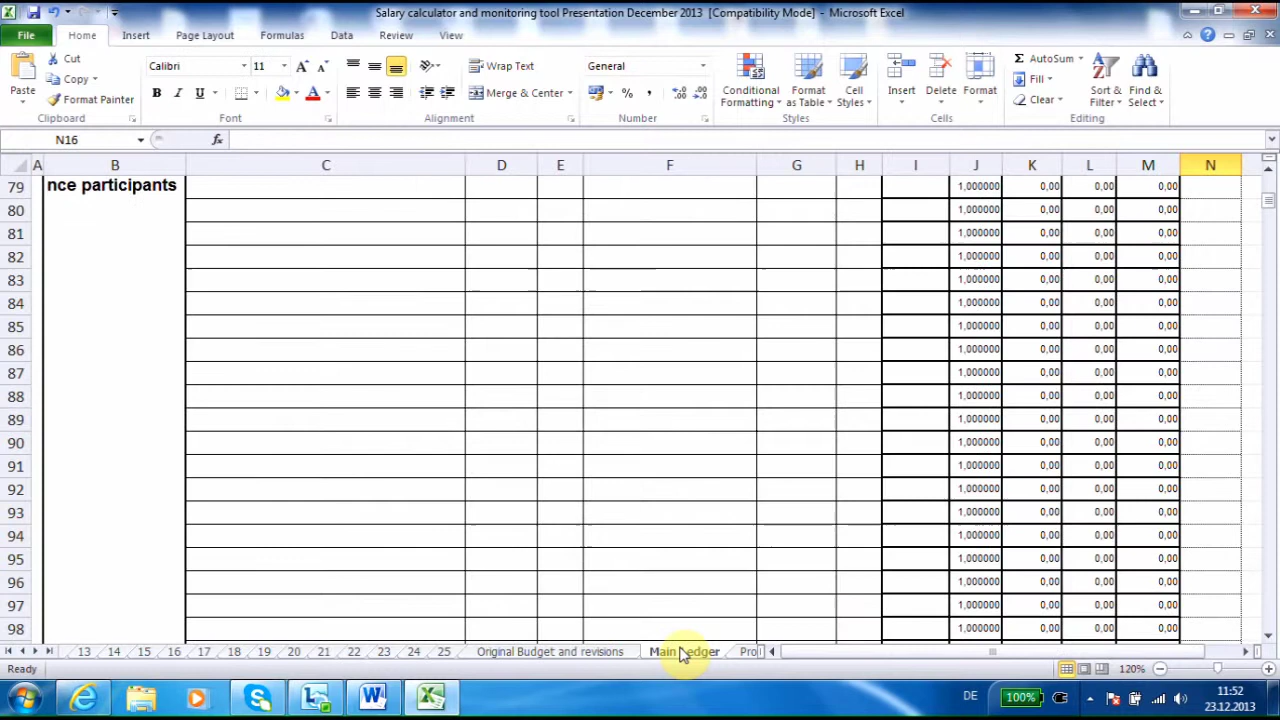 Salary calculator and monitoring tool Presentation December 2013 [Compatibility Mode] - Microsoft Excel
File Home Insert Page Layout Formulas Data Review View
Cut
Copy
Format Painter
Paste
Clipboard
Calibri 11
B I U
Font
Wrap Text
Merge & Center
Alignment
General
%
Number
Conditional Formatting
Format as Table
Cell Styles
Styles
Insert
Delete
Format
Cells
AutoSum
Fill
Clear
Sort & Filter
Find & Select
Editing
N16 fx
A B C D E F G H I J K L M N
79 nce participants 1,000000 0,00 0,00 0,00
80 1,000000 0,00 0,00 0,00
81 1,000000 0,00 0,00 0,00
82 1,000000 0,00 0,00 0,00
83 1,000000 0,00 0,00 0,00
84 1,000000 0,00 0,00 0,00
85 1,000000 0,00 0,00 0,00
86 1,000000 0,00 0,00 0,00
87 1,000000 0,00 0,00 0,00
88 1,000000 0,00 0,00 0,00
89 1,000000 0,00 0,00 0,00
90 1,000000 0,00 0,00 0,00
91 1,000000 0,00 0,00 0,00
92 1,000000 0,00 0,00 0,00
93 1,000000 0,00 0,00 0,00
94 1,000000 0,00 0,00 0,00
95 1,000000 0,00 0,00 0,00
96 1,000000 0,00 0,00 0,00
97 1,000000 0,00 0,00 0,00
98 1,000000 0,00 0,00 0,00
13 14 15 16 17 18 19 20 21 22 23 24 25 Original Budget and revisions Main Ledger Pro
Ready 120%
DE 100% 11:52
23.12.2013